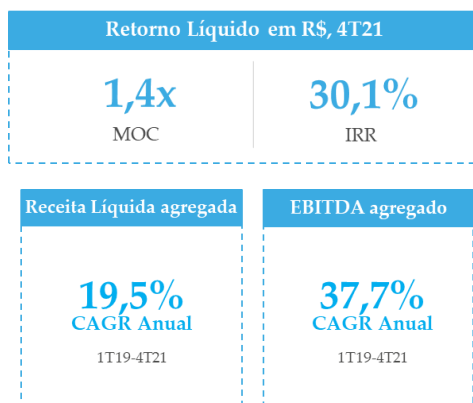 Retorno Líquido em R$, 4T21
1,4x
30,1%
MOC
IRR
Receita Líquida agregada
EBITDA agregado
19,5%
CAGR Anual
1T19-4T21
37,7%
CAGR Anual
1T19-4T21